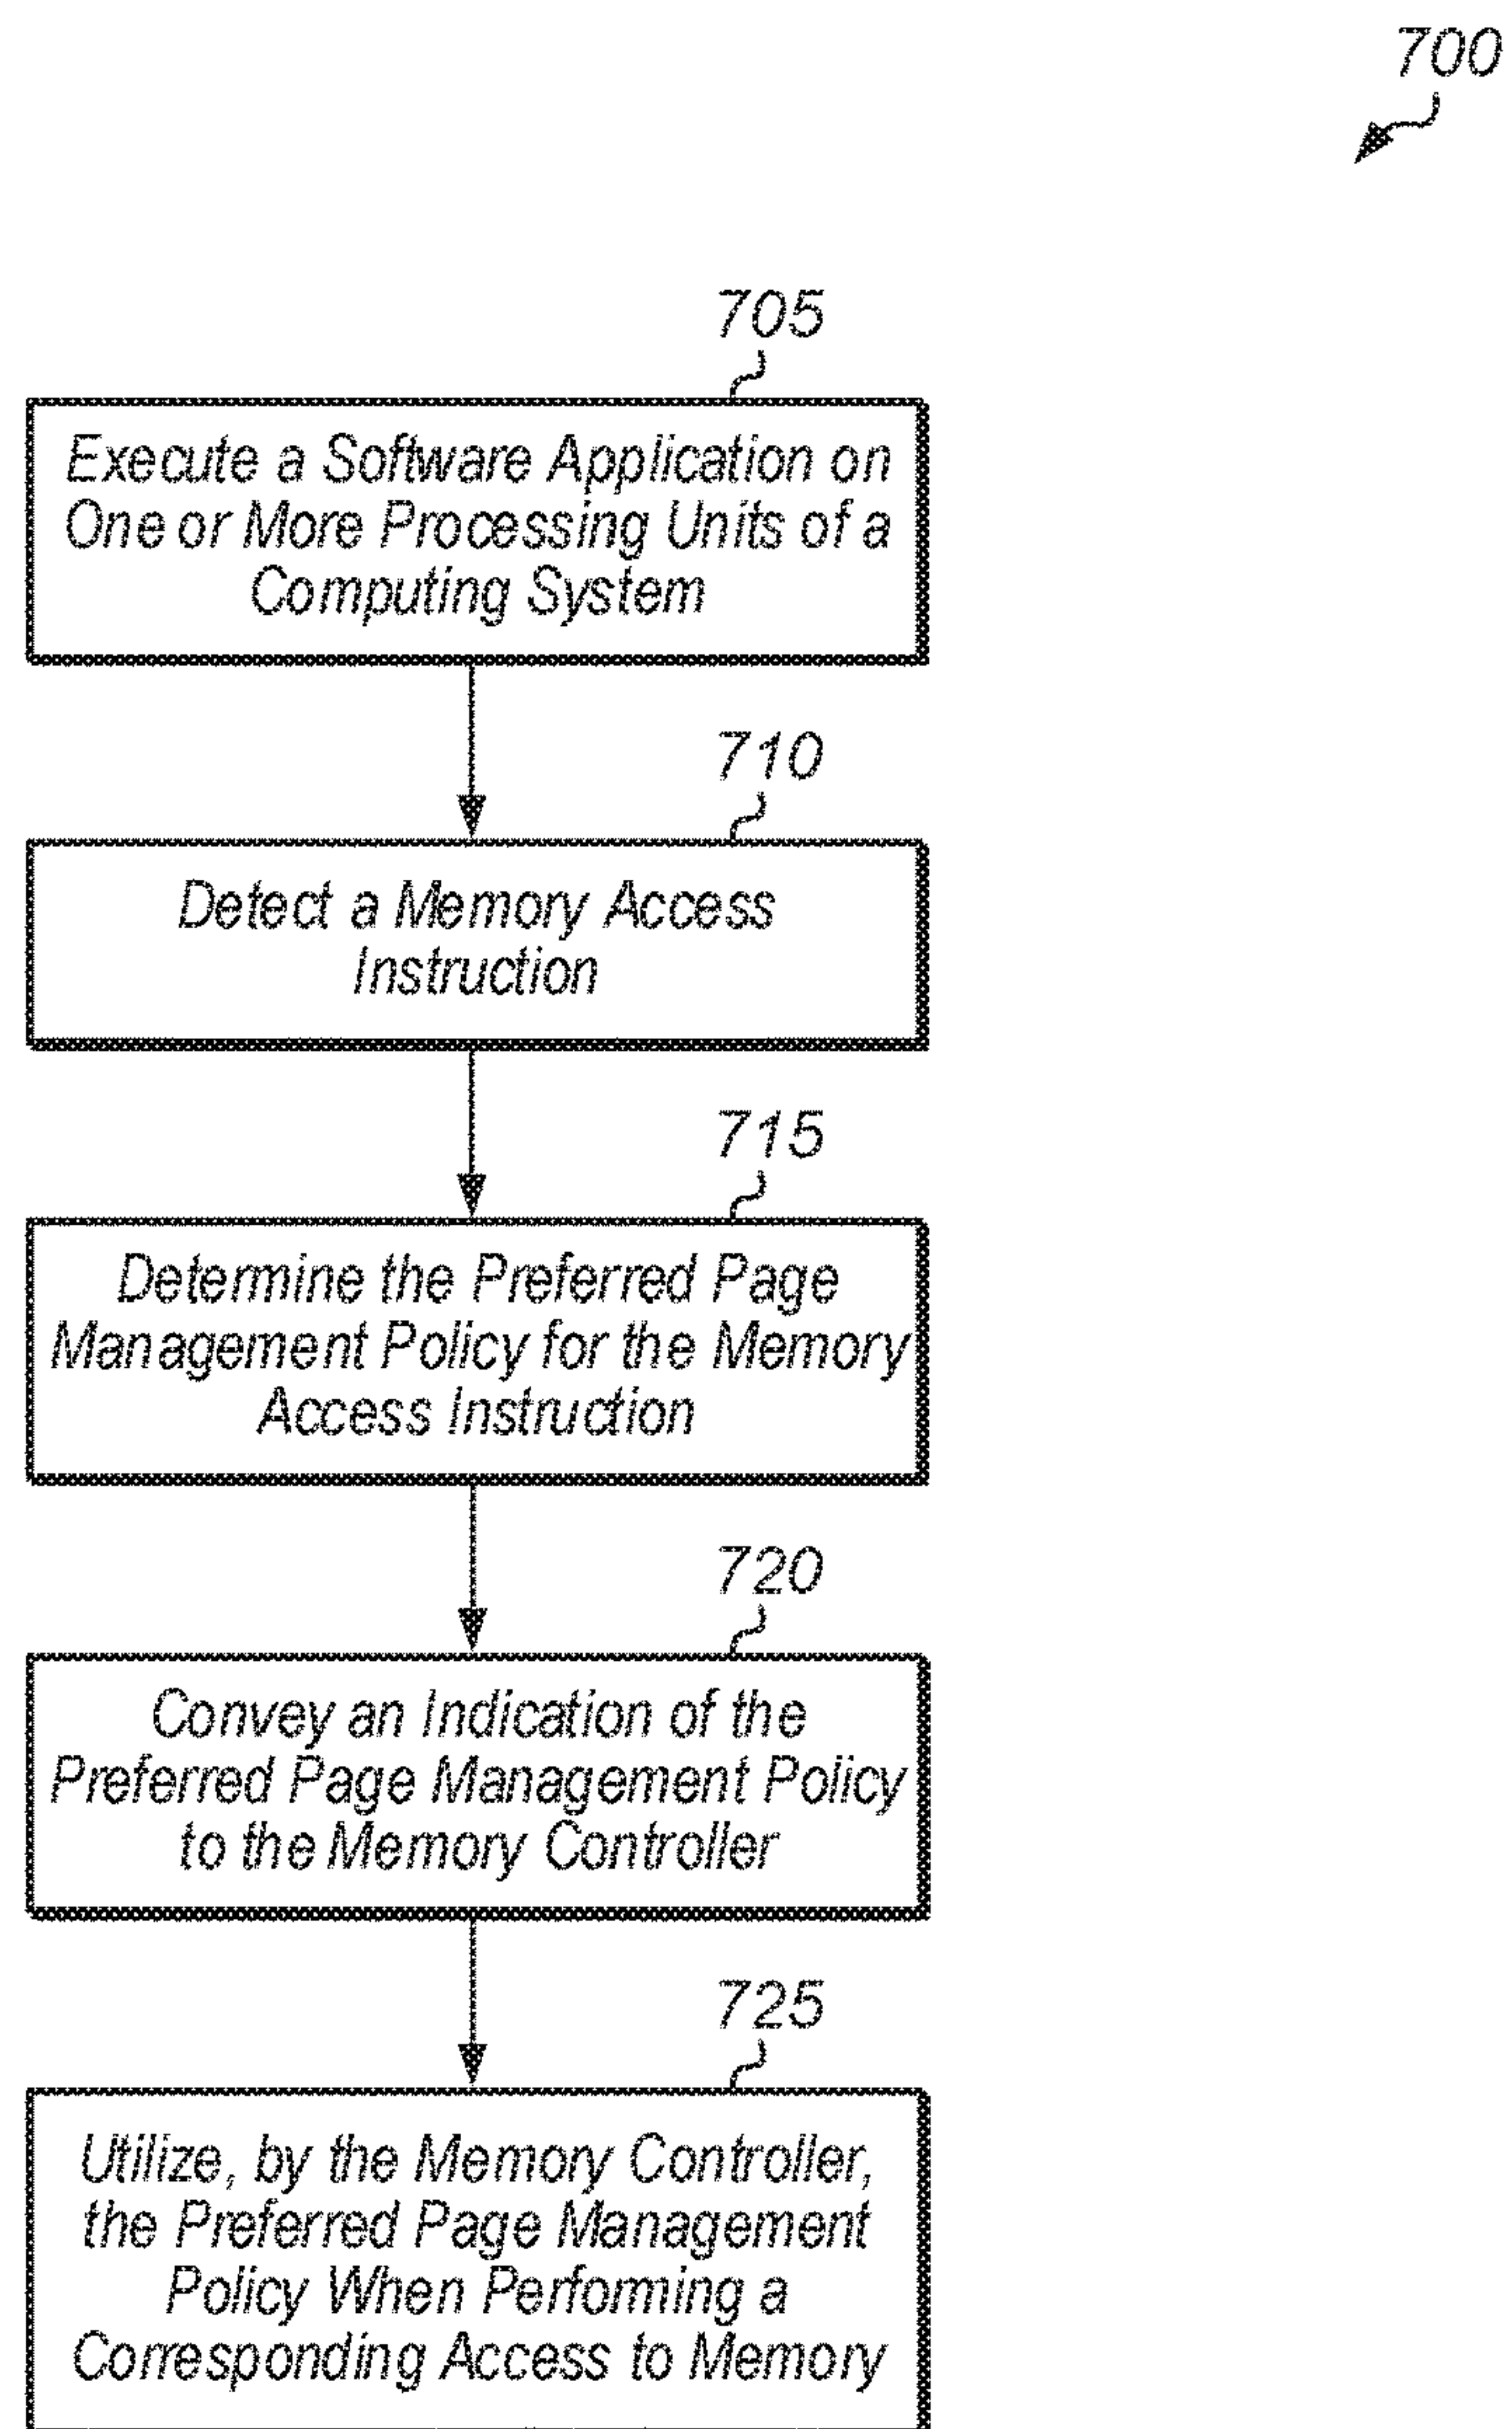 700
705
Execute a Software Application on
One or More Processing Units of a
Computing System
710
Detect a Memory Access
Instruction
715
Determine the Preferred Page
Management Policy for the Memory
Access Instruction
720
Convey an Indication of the
Preferred Page Management Policy
to the Memory Controller
725
Utilize, by the Memory Controller,
the Preferred Page Management
Policy When Performing a
Corresponding Access to Memory